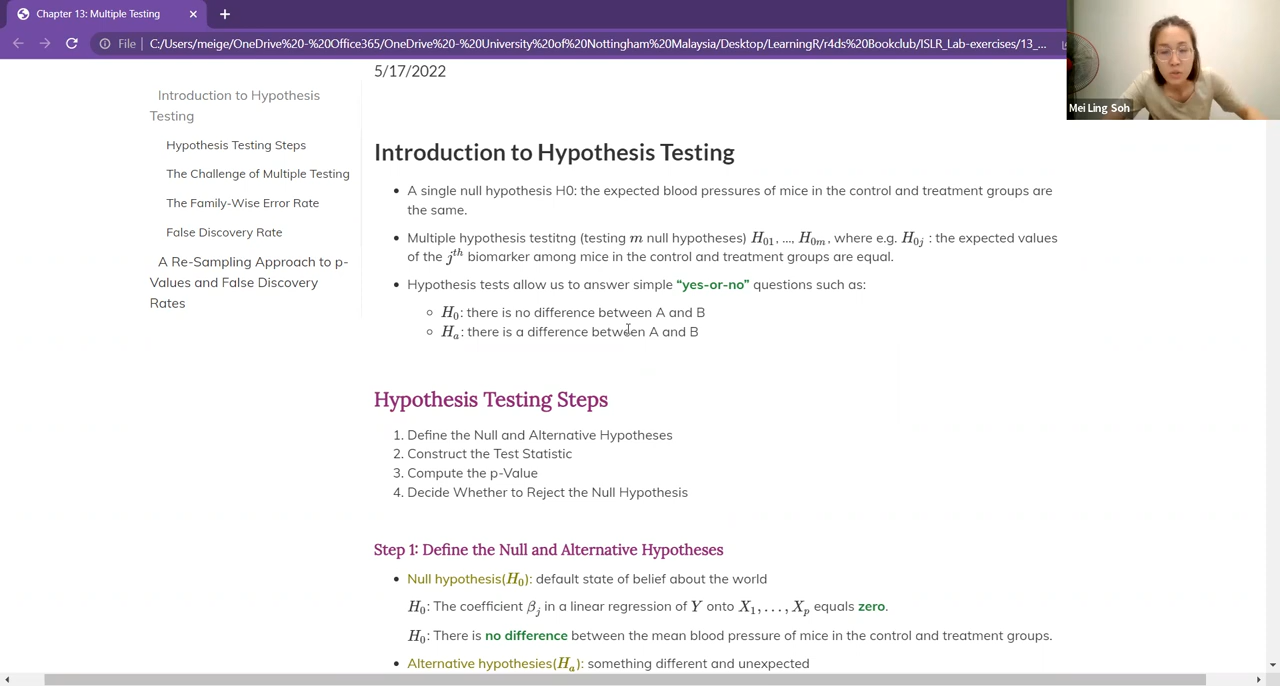 Chapter 13: Multiple Testing
File
C:/Users/meige/OneDrive%20-%20Office365/OneDrive%20-%20University%20of%20Nottingham%20Malaysia/Desktop/LearningR/r4ds%20Bookclub/ISLR_Lab-exercises/13_...
Mei Ling Soh
5/17/2022
Introduction to Hypothesis
Testing
Hypothesis Testing Steps
The Challenge of Multiple Testing
The Family-Wise Error Rate
False Discovery Rate
A Re-Sampling Approach to p-
Values and False Discovery
Rates
Introduction to Hypothesis Testing
• A single null hypothesis H0: the expected blood pressures of mice in the control and treatment groups are
the same.
• Multiple hypothesis testitng (testing m null hypotheses) H₀₁, ..., H₀ₘ, where e.g. H₀ⱼ : the expected values
of the jᵗʰ biomarker among mice in the control and treatment groups are equal.
• Hypothesis tests allow us to answer simple “yes-or-no” questions such as:
○ H₀: there is no difference between A and B
○ Hₐ: there is a difference between A and B
Hypothesis Testing Steps
1. Define the Null and Alternative Hypotheses
2. Construct the Test Statistic
3. Compute the p-Value
4. Decide Whether to Reject the Null Hypothesis
Step 1: Define the Null and Alternative Hypotheses
• Null hypothesis(H₀): default state of belief about the world
H₀: The coefficient βⱼ in a linear regression of Y onto X₁, . . . , Xₚ equals zero.
H₀: There is no difference between the mean blood pressure of mice in the control and treatment groups.
• Alternative hypothesies(Hₐ): something different and unexpected